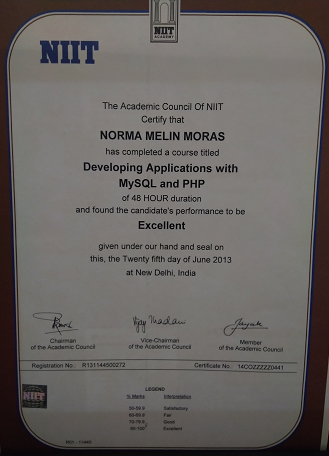 NIIT
ACADEMY
NIIT
The Academic Council Of NIIT
Certify that
NORMA MELIN MORAS
has completed a course titled
Developing Applications with
MySQL and PHP
of 48 HOUR duration
and found the candidate's performance to be
Excellent
given under our hand and seal on
this, the Twenty fifth day of June 2013
at New Delhi, India
Vijay Madan
Chairman
of the Academic Council
Vice-Chairman
of the Academic Council
Member
of the Academic Council
Registration No. R131144500272
Certificate No. 14COZZZZZ0441
NIIT
LEGEND
% Marks Interpretation
Satisfactory
Fair
Good
Excellent